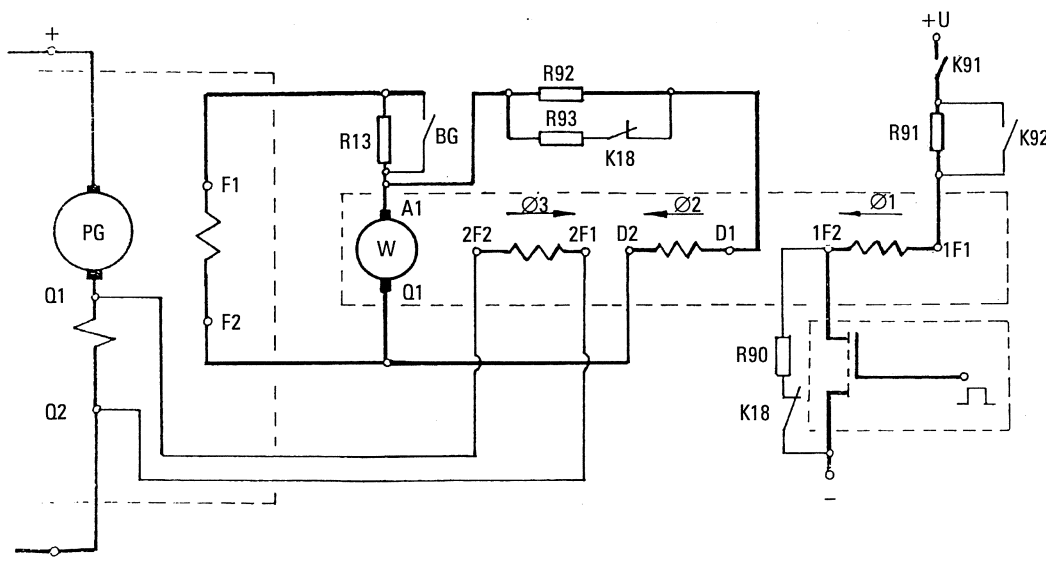 +U
+
K91
R92
R93
R13
BG
K18
R91
K92
F1
A1
Ø3
Ø2
Ø1
PG
W
2F2
2F1
D2
D1
1F2
1F1
Q1
Q1
F2
R90
Q2
K18
−